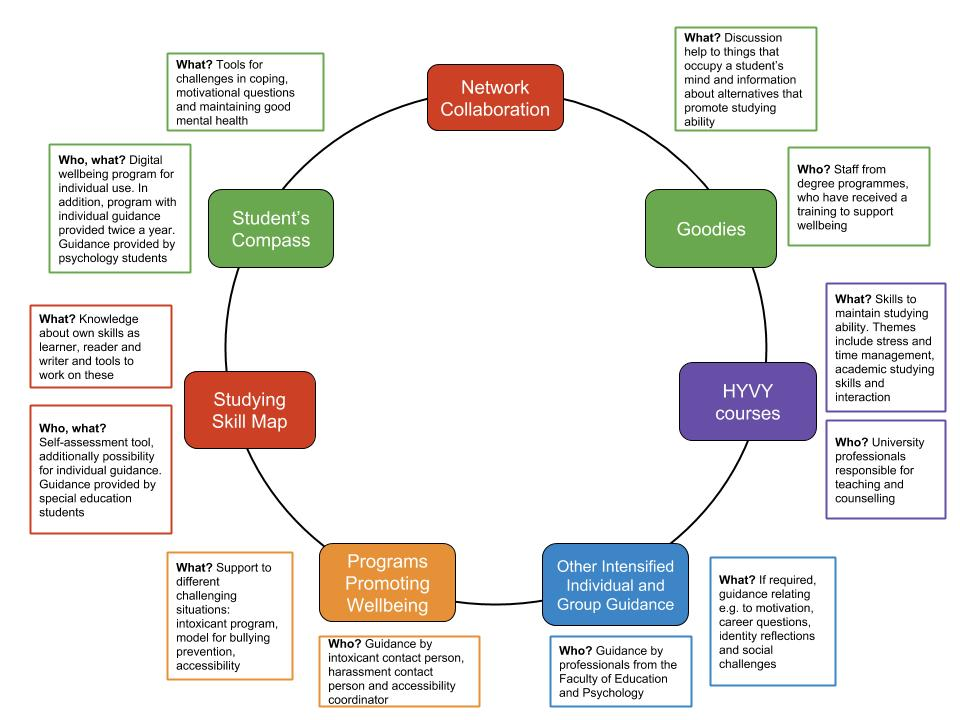 Network
Collaboration
What? Discussion
help to things that
occupy a student's
mind and information
about alternatives that
promote studying
ability
Goodies
Who? Staff from
degree programmes,
who have received a
training to support
wellbeing
HYVY
courses
What? Skills to
maintain studying
ability. Themes
include stress and
time management,
academic studying
skills and
interaction
Who? University
professionals
responsible for
teaching and
counselling
Other Intensified
Individual and
Group Guidance
What? If required,
guidance relating
e.g. to motivation,
career questions,
identity reflections
and social
challenges
Who? Guidance by
professionals from the
Faculty of Education
and Psychology
Programs
Promoting
Wellbeing
Who? Guidance by
intoxicant contact person,
harassment contact
person and accessibility
coordinator
What? Support to
different
challenging
situations:
intoxicant program,
model for bullying
prevention,
accessibility
Studying
Skill Map
What? Knowledge
about own skills as
learner, reader and
writer and tools to
work on these
Who, what?
Self-assessment tool,
additionally possibility
for individual guidance.
Guidance provided by
special education
students
Student's
Compass
What? Tools for
challenges in coping,
motivational questions
and maintaining good
mental health
Who, what? Digital
wellbeing program for
individual use. In
addition, program with
individual guidance
provided twice a year.
Guidance provided by
psychology students